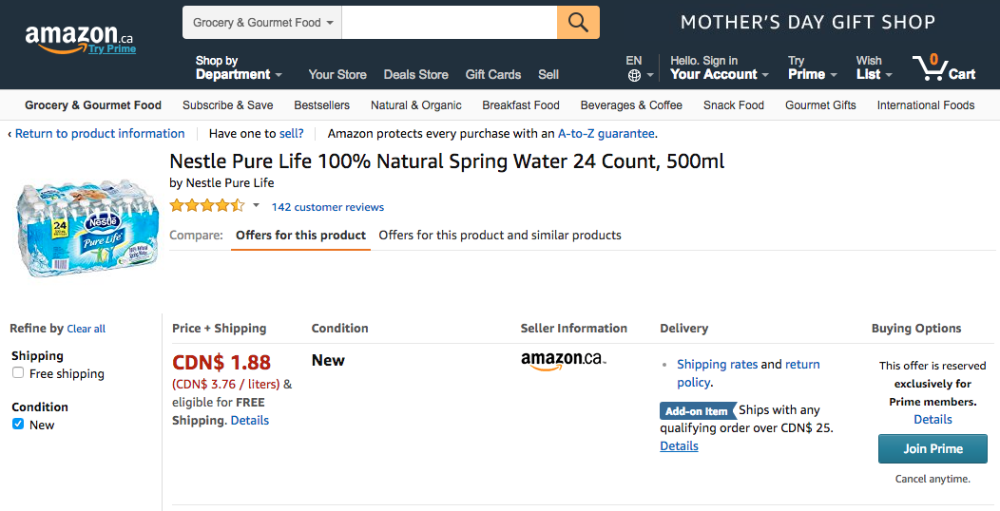 amazon.ca
Try Prime
Grocery & Gourmet Food
MOTHER'S DAY GIFT SHOP
Shop by
Department
Your Store
Deals Store
Gift Cards
Sell
EN
Hello. Sign in
Your Account
Try
Prime
Wish
List
0
Cart
Grocery & Gourmet Food
Subscribe & Save
Bestsellers
Natural & Organic
Breakfast Food
Beverages & Coffee
Snack Food
Gourmet Gifts
International Foods
‹ Return to product information
Have one to sell?
Amazon protects every purchase with an A-to-Z guarantee.
Nestle Pure Life 100% Natural Spring Water 24 Count, 500ml
by Nestle Pure Life
142 customer reviews
Compare:
Offers for this product
Offers for this product and similar products
24
Nestlé
Pure Life
Refine by Clear all
Shipping
Free shipping
Condition
New
Price + Shipping
Condition
Seller Information
Delivery
Buying Options
CDN$ 1.88
(CDN$ 3.76 / liters) &
eligible for FREE
Shipping. Details
New
amazon.ca
• Shipping rates and return
policy.
Add-on Item Ships with any
qualifying order over CDN$ 25.
Details
This offer is reserved
exclusively for
Prime members.
Details
Join Prime
Cancel anytime.